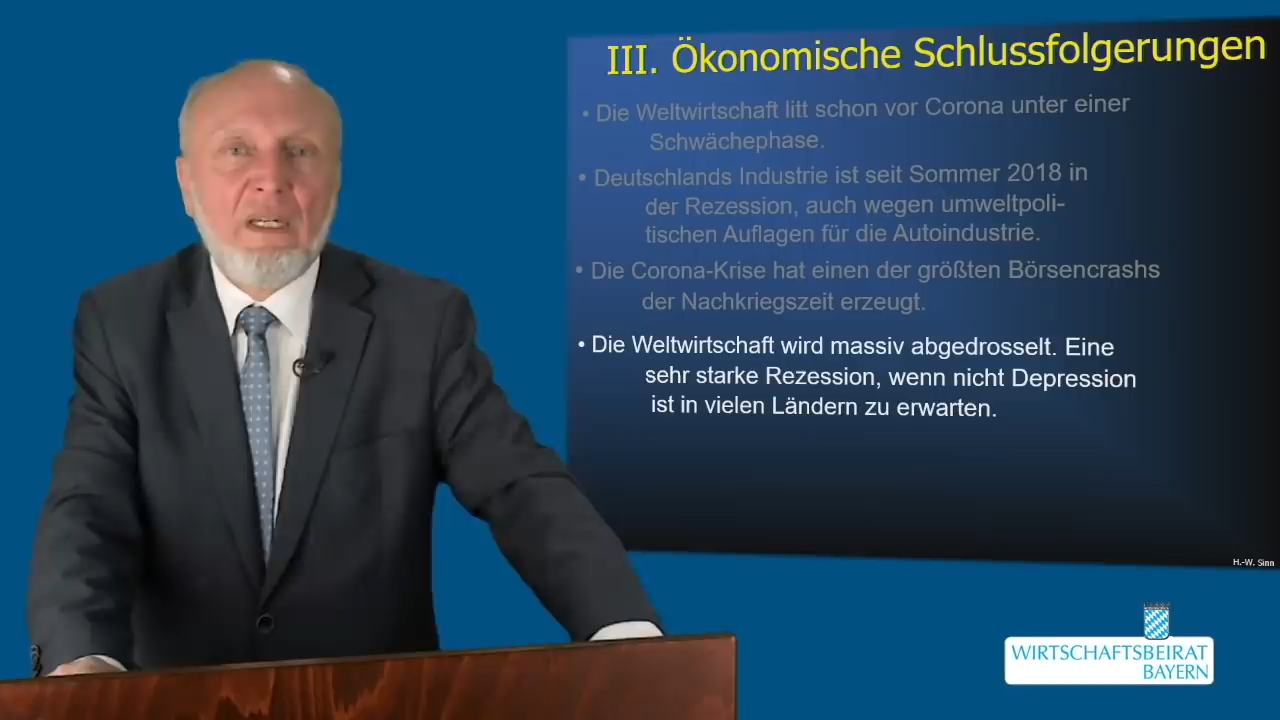 III. Ökonomische Schlussfolgerungen
• Die Weltwirtschaft litt schon vor Corona unter einer
Schwächephase.
• Deutschlands Industrie ist seit Sommer 2018 in
der Rezession, auch wegen umweltpoli-
tischen Auflagen für die Autoindustrie.
• Die Corona-Krise hat einen der größten Börsencrashs
der Nachkriegszeit erzeugt.
• Die Weltwirtschaft wird massiv abgedrosselt. Eine
sehr starke Rezession, wenn nicht Depression
ist in vielen Ländern zu erwarten.
H.-W. Sinn
WIRTSCHAFTSBEIRAT
BAYERN